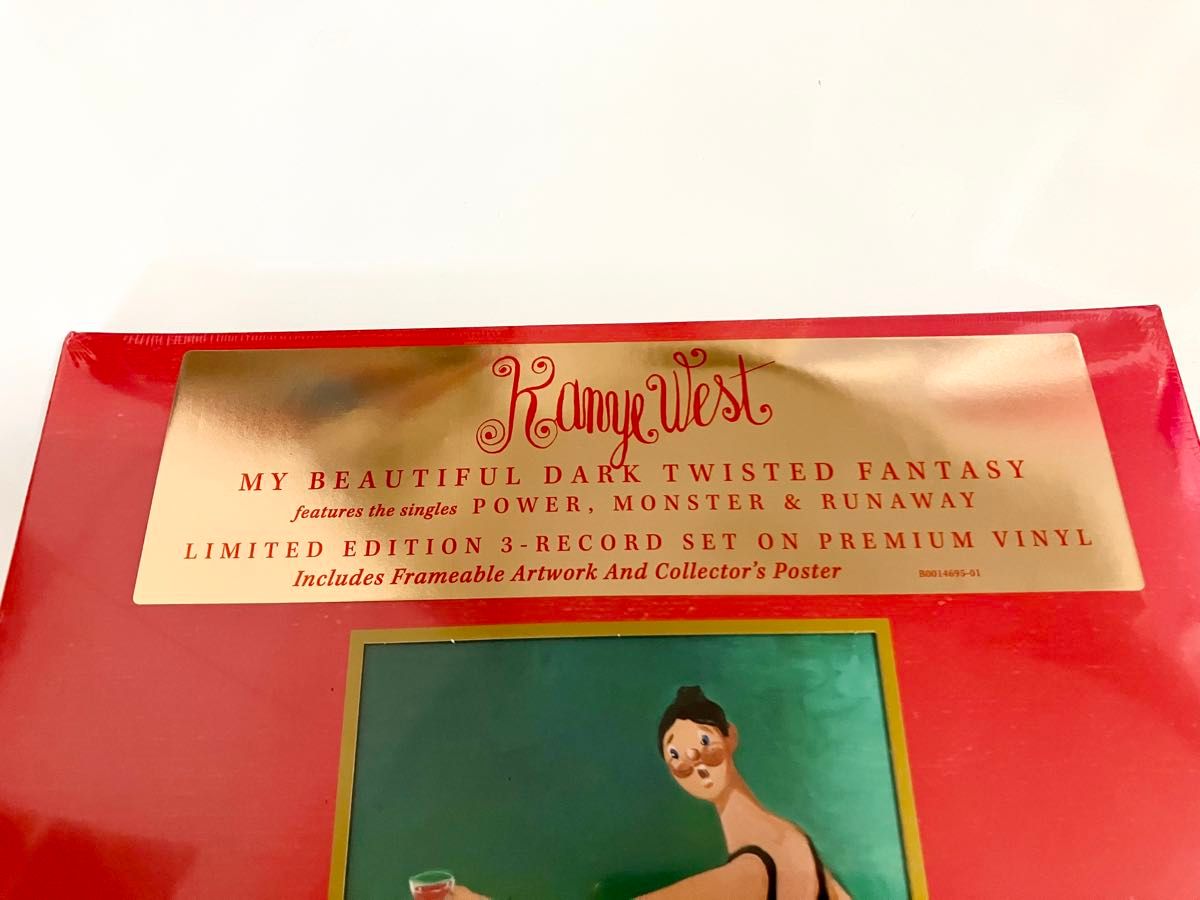 Kanye West
MY BEAUTIFUL DARK TWISTED FANTASY
features the singles POWER, MONSTER & RUNAWAY
LIMITED EDITION 3-RECORD SET ON PREMIUM VINYL
Includes Frameable Artwork And Collector's Poster B0014695-01